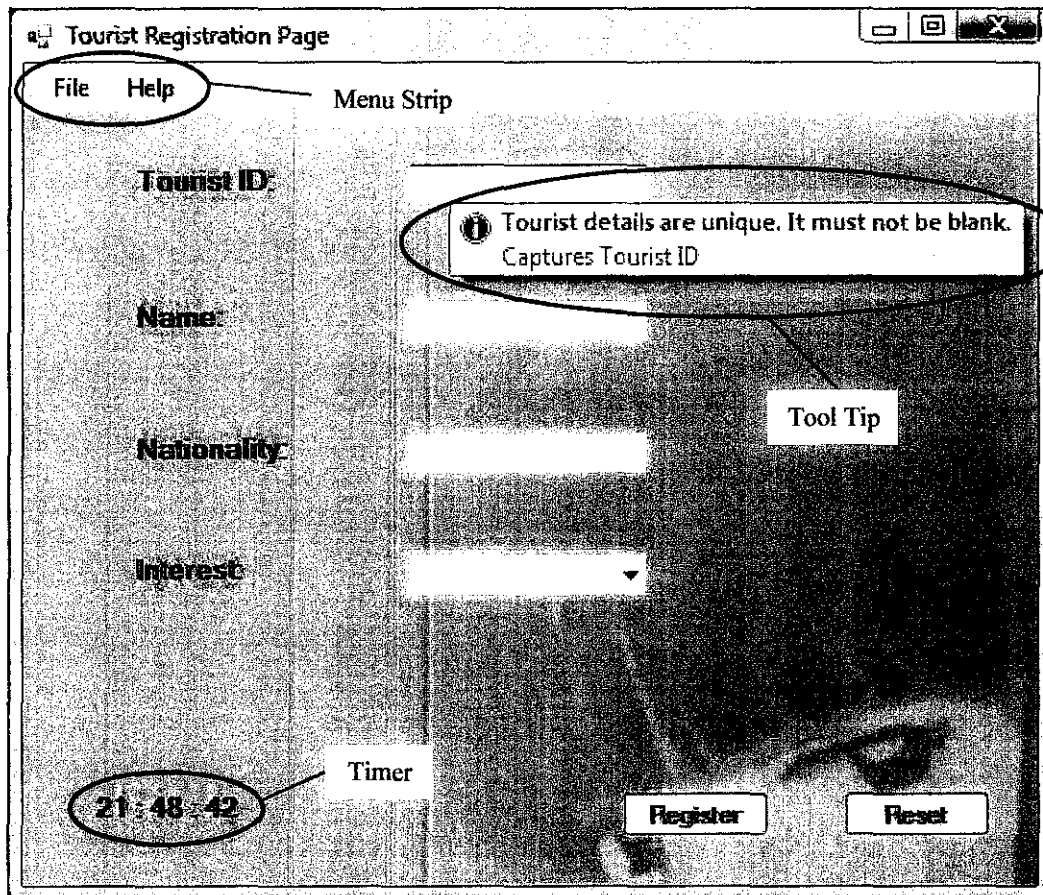 Tourist Registration Page
File Help
Menu Strip
Tourist ID:
Tourist details are unique. It must not be blank.
Captures Tourist ID
Name:
Tool Tip
Nationality:
Interest:
Timer
21 : 48 : 42
Register
Reset